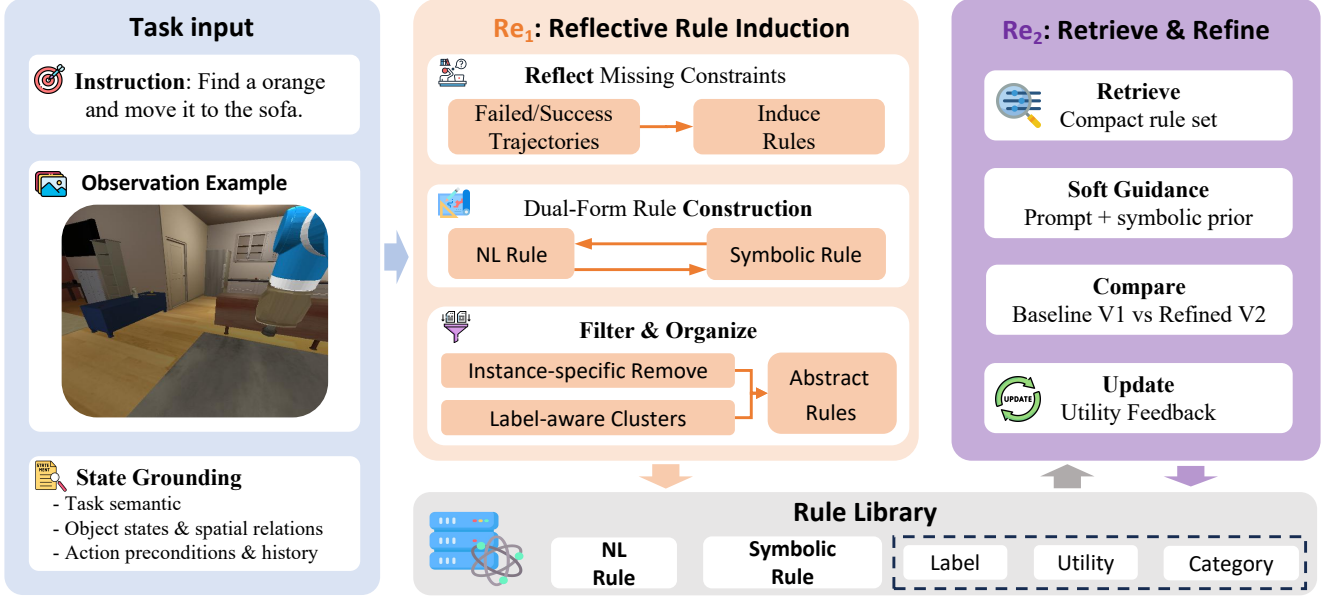 Task input
Instruction: Find a orange
and move it to the sofa.
Observation Example
State Grounding
- Task semantic
- Object states & spatial relations
- Action preconditions & history
Re1: Reflective Rule Induction
Reflect Missing Constraints
Failed/Success
Trajectories
Induce
Rules
Dual-Form Rule Construction
NL Rule
Symbolic Rule
Filter & Organize
Instance-specific Remove
Label-aware Clusters
Abstract
Rules
Re2: Retrieve & Refine
Retrieve
Compact rule set
Soft Guidance
Prompt + symbolic prior
Compare
Baseline V1 vs Refined V2
UPDATE
Update
Utility Feedback
Rule Library
NL
Rule
Symbolic
Rule
Label
Utility
Category